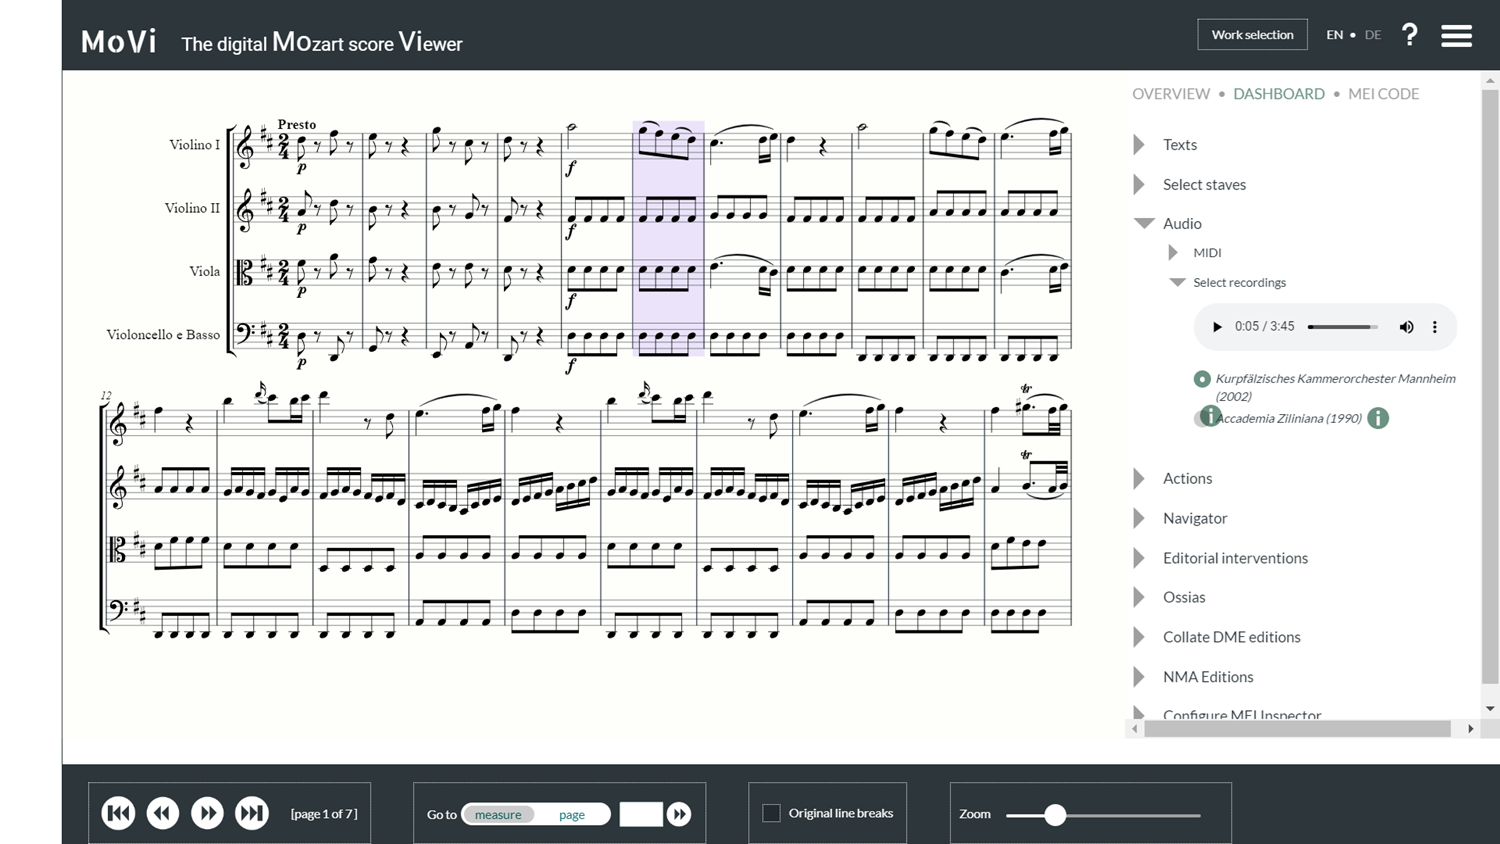 MoVi The digital MOzart score Viewer
Work selection EN • DE ?
OVERVIEW • DASHBOARD • MEI CODE
Texts
Select staves
Audio
MIDI
Select recordings
0:05 / 3:45
Kurpfälzisches Kammerorchester Mannheim
(2002)
Accademia Ziliniana (1990)
Actions
Navigator
Editorial interventions
Ossias
Collate DME editions
NMA Editions
Configure MEI Inspector
Presto
Violino I
p f
Violino II
p f
Viola
p f
Violoncello e Basso
p f
12
tr
tr
[page 1 of 7]
Go to measure page
Original line breaks
Zoom